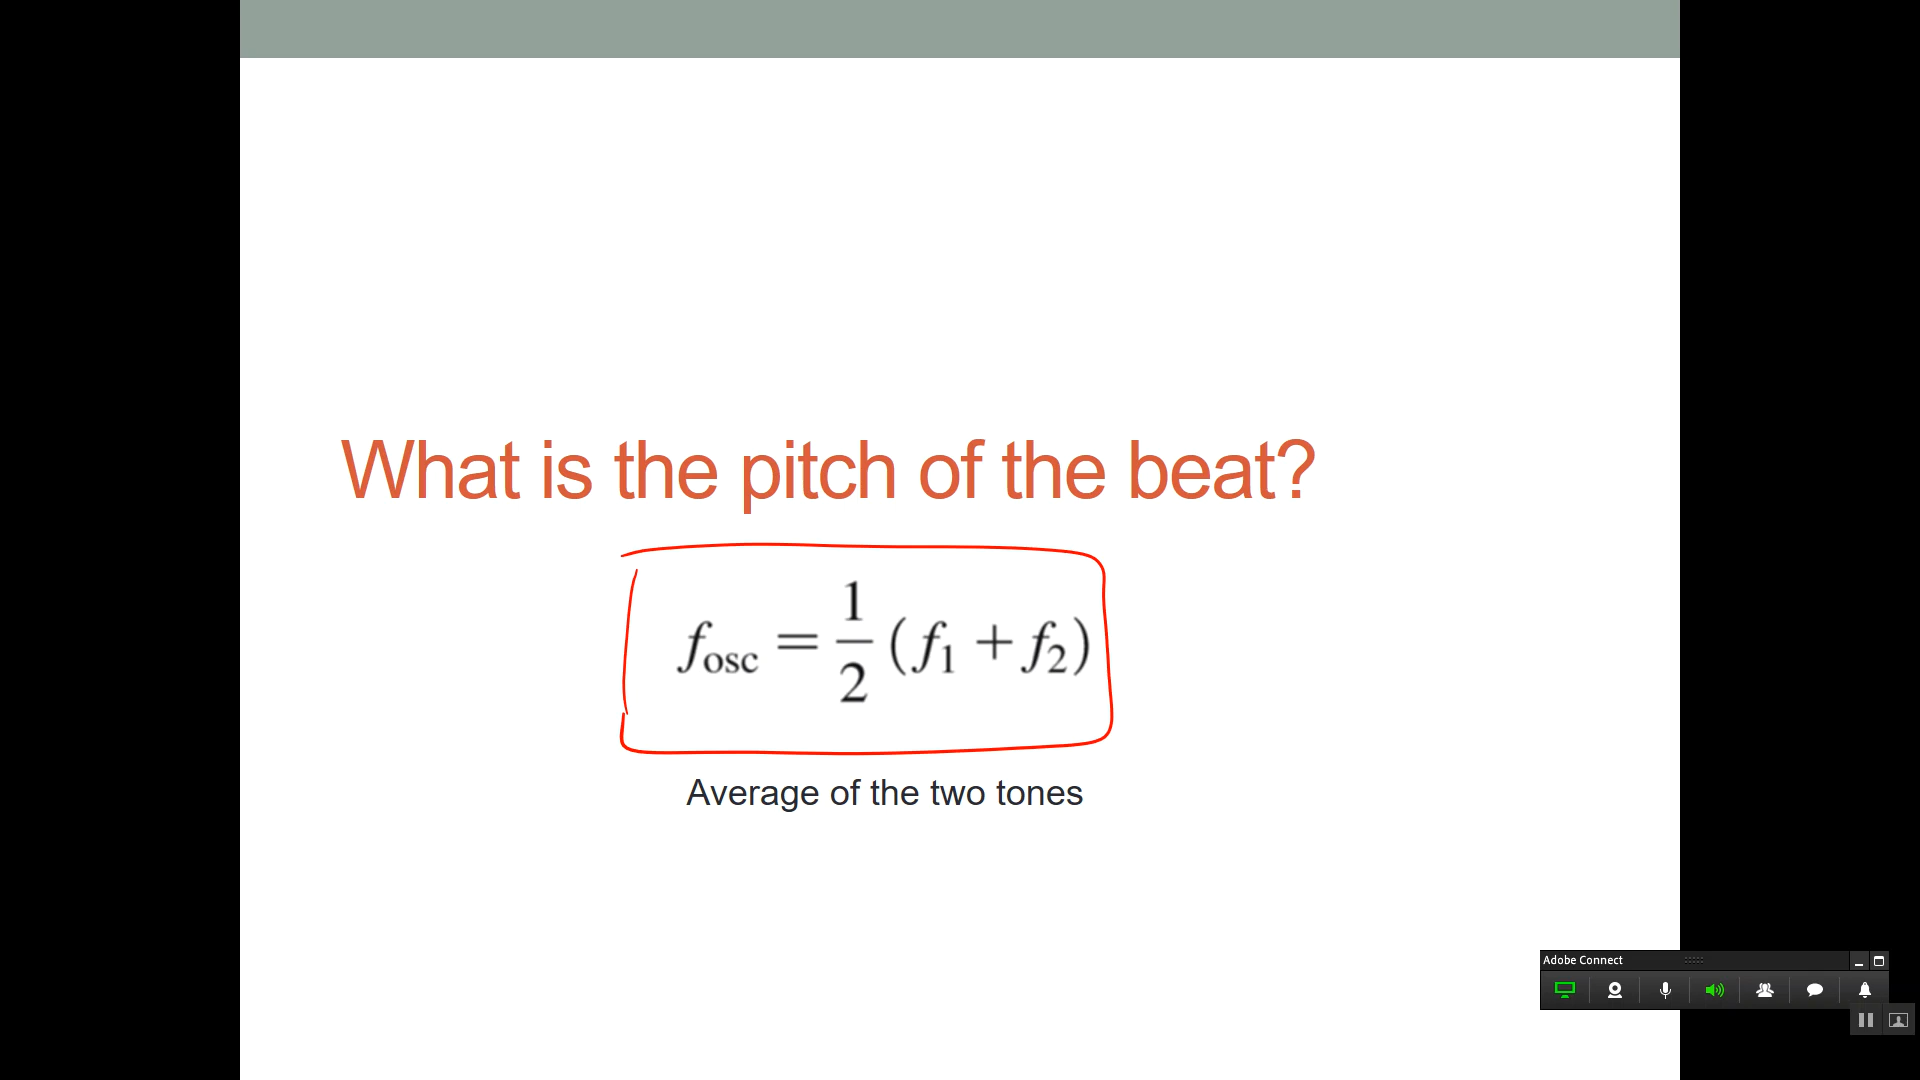 What is the pitch of the beat?
f_osc = 1/2 (f_1 + f_2)
Average of the two tones
Adobe Connect